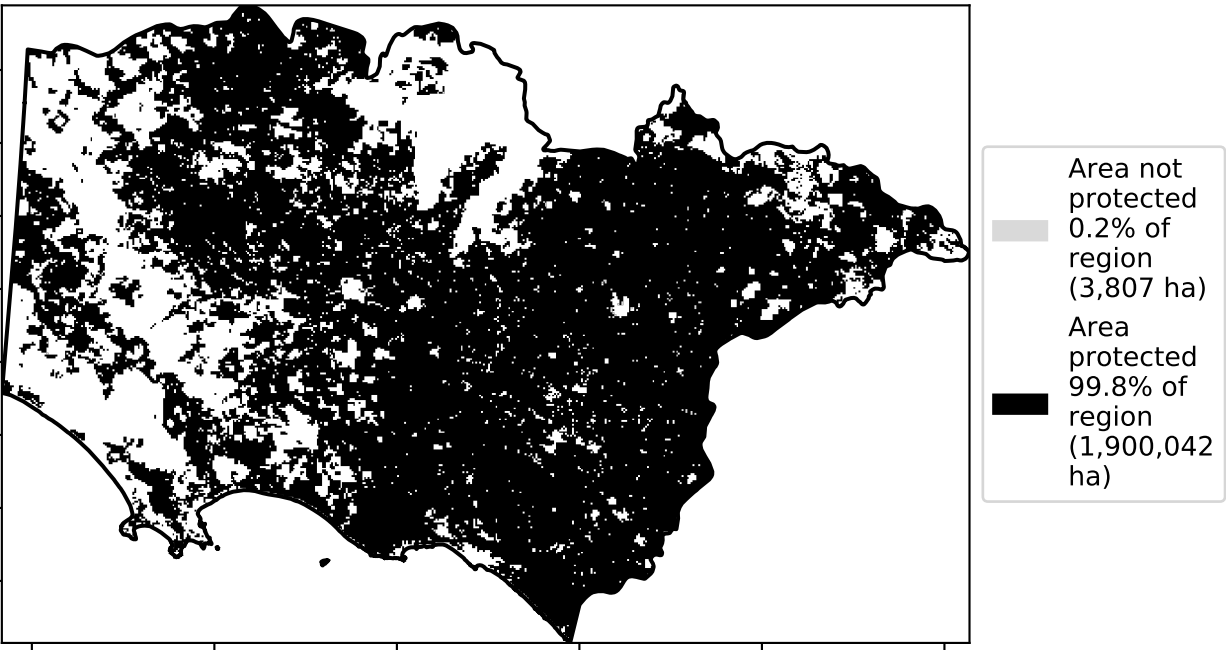 Area not
protected
0.2% of
region
(3,807 ha)
Area
protected
99.8% of
region
(1,900,042
ha)